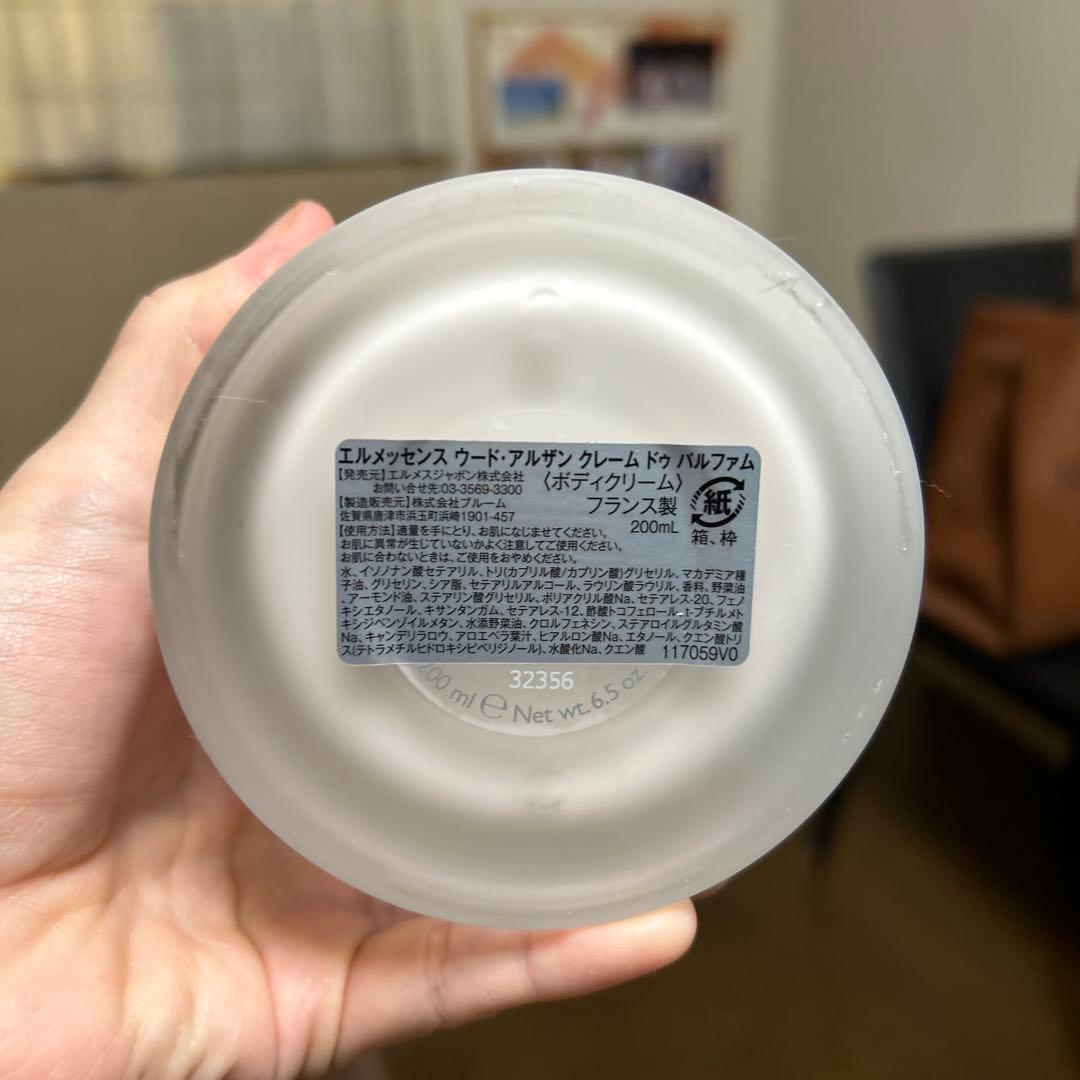 エルメッセンス ウード・アルザン クレーム ドゥ パルファム
【発売元】エルメスジャポン株式会社
お問い合せ先:03-3569-3300
〈ボディクリーム〉
【製造販売元】株式会社ブルーム
フランス製
佐賀県唐津市浜玉町浜崎1901-457
200mL
紙
箱、枠
【使用方法】適量を手にとり、お肌になじませてください。
お肌に異常が生じていないかよく注意してご使用ください。
お肌に合わないときは、ご使用をおやめください。
水、イソノナン酸セテアリル、トリ(カプリル酸/カプリン酸)グリセリル、マカデミア種
子油、グリセリン、シア脂、セテアリルアルコール、ラウリン酸ラウリル、香料、野菜油
、アーモンド油、ステアリン酸グリセリル、ポリアクリル酸Na、セテアレス-20、フェノ
キシエタノール、キサンタンガム、セテアレス-12、酢酸トコフェロール、t-ブチルメト
キシジベンゾイルメタン、水添野菜油、クロルフェネシン、ステアロイルグルタミン酸
Na、キャンデリラロウ、アロエベラ葉汁、ヒアルロン酸Na、エタノール、クエン酸トリ
ス(テトラメチルヒドロキシピペリジノール)、水酸化Na、クエン酸
117059V0
32356
200 ml ℮ Net wt. 6.5 oz.